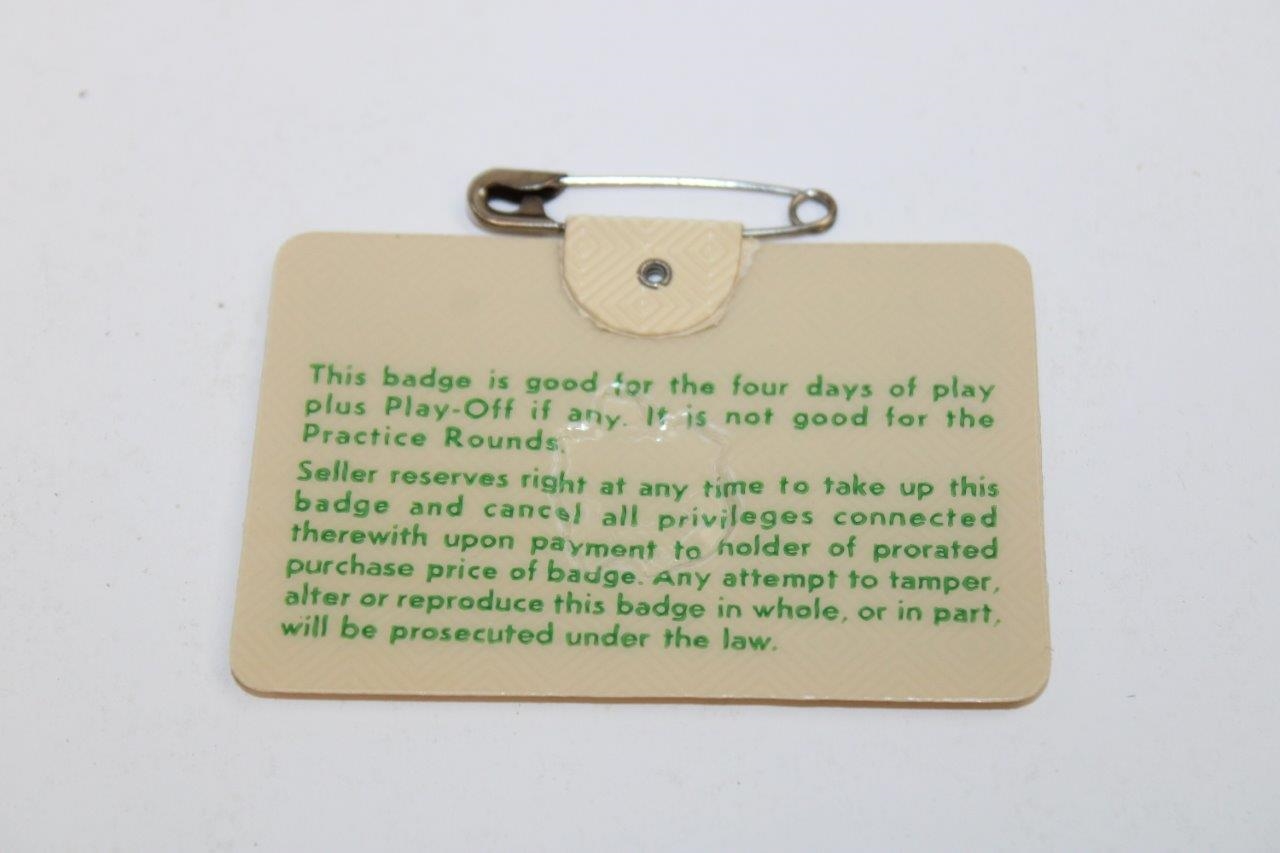 This badge is good for the four days of play
plus Play-Off if any. It is not good for the
Practice Rounds.
Seller reserves right at any time to take up this
badge and cancel all privileges connected
therewith upon payment to holder of prorated
purchase price of badge. Any attempt to tamper,
alter or reproduce this badge in whole, or in part,
will be prosecuted under the law.